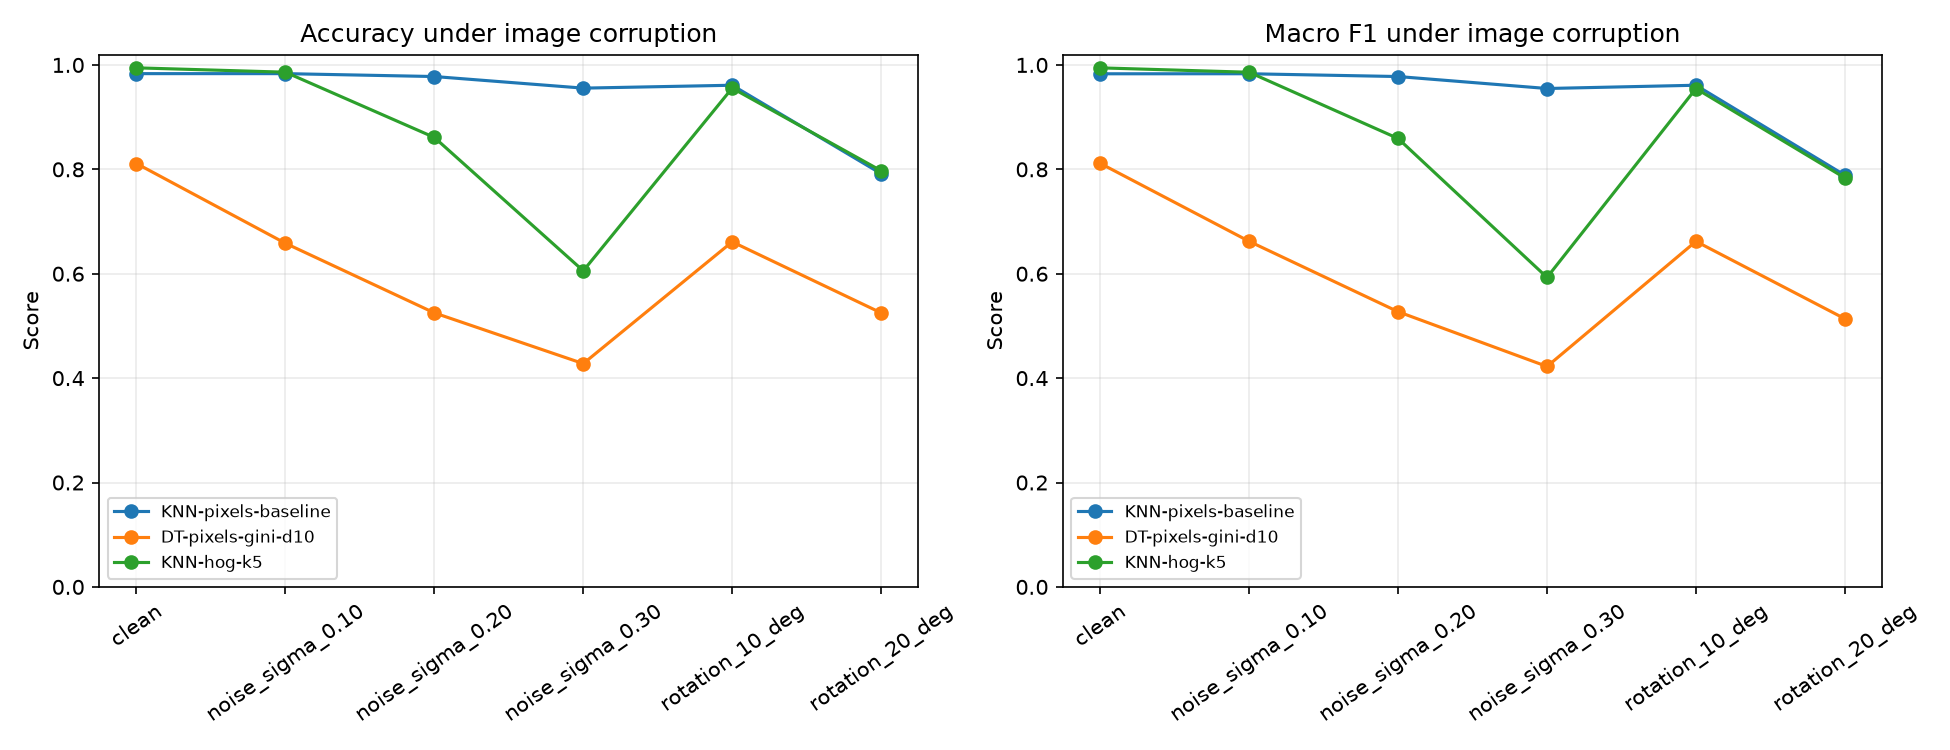 Accuracy under image corruption
Score
1.0
0.8
0.6
0.4
0.2
0.0
KNN-pixels-baseline
DT-pixels-gini-d10
KNN-hog-k5
clean
noise_sigma_0.10
noise_sigma_0.20
noise_sigma_0.30
rotation_10_deg
rotation_20_deg
Macro F1 under image corruption
Score
1.0
0.8
0.6
0.4
0.2
0.0
KNN-pixels-baseline
DT-pixels-gini-d10
KNN-hog-k5
clean
noise_sigma_0.10
noise_sigma_0.20
noise_sigma_0.30
rotation_10_deg
rotation_20_deg